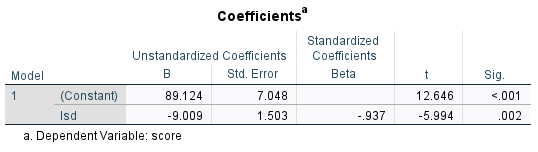 Coefficientsa
Unstandardized Coefficients Standardized Coefficients
Model B Std. Error Beta t Sig.
1 (Constant) 89.124 7.048 12.646 <.001
lsd -9.009 1.503 -.937 -5.994 .002
a. Dependent Variable: score